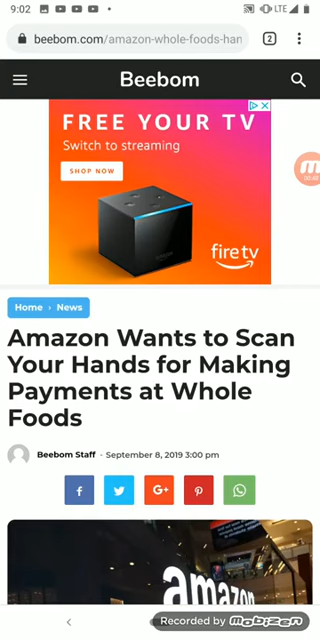 9:02
LTE
beebom.com/amazon-whole-foods-han
2
Beebom
FREE YOUR TV
Switch to streaming
SHOP NOW
fire tv
Home › News
Amazon Wants to Scan
Your Hands for Making
Payments at Whole
Foods
Beebom Staff - September 8, 2019 3:00 pm
amazon
Recorded by mobizen